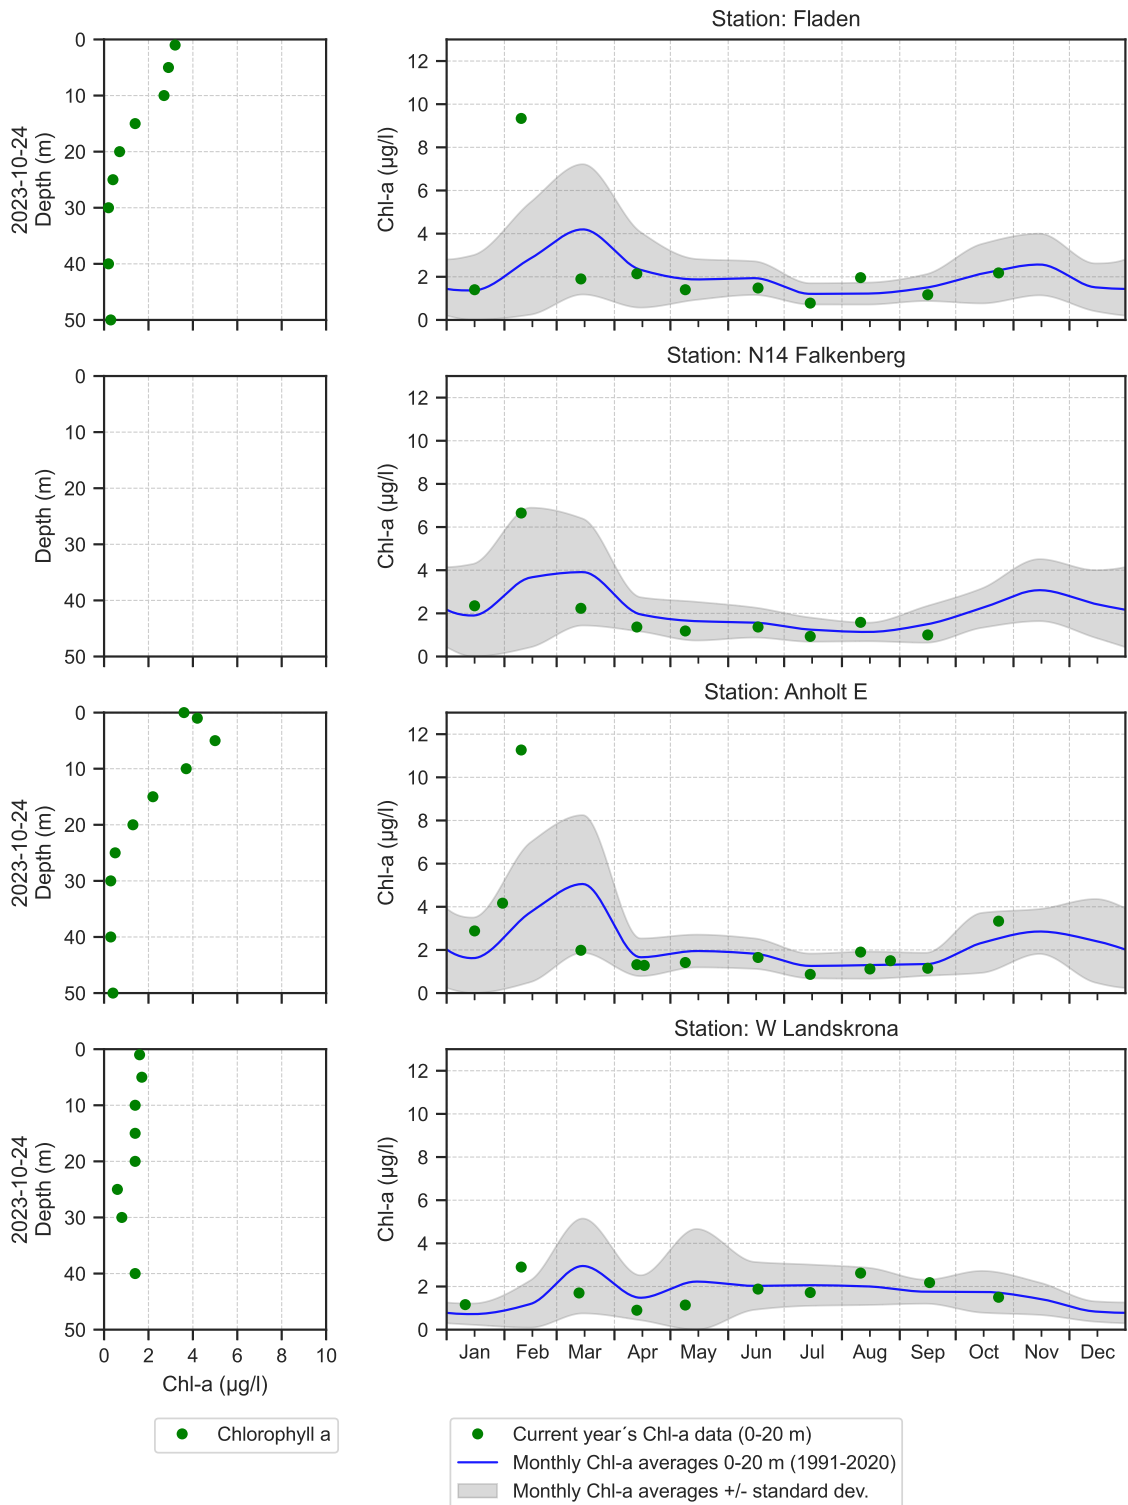 Station: Fladen
0
10
20
30
40
50
2023-10-24
Depth (m)
12
10
8
6
4
2
0
Chl-a (µg/l)
Station: N14 Falkenberg
0
10
20
30
40
50
Depth (m)
12
10
8
6
4
2
0
Chl-a (µg/l)
Station: Anholt E
0
10
20
30
40
50
2023-10-24
Depth (m)
12
10
8
6
4
2
0
Chl-a (µg/l)
Station: W Landskrona
0
10
20
30
40
50
2023-10-24
Depth (m)
0 2 4 6 8 10
Chl-a (µg/l)
12
10
8
6
4
2
0
Chl-a (µg/l)
Jan Feb Mar Apr May Jun Jul Aug Sep Oct Nov Dec
Chlorophyll a
Current year´s Chl-a data (0-20 m)
Monthly Chl-a averages 0-20 m (1991-2020)
Monthly Chl-a averages +/- standard dev.